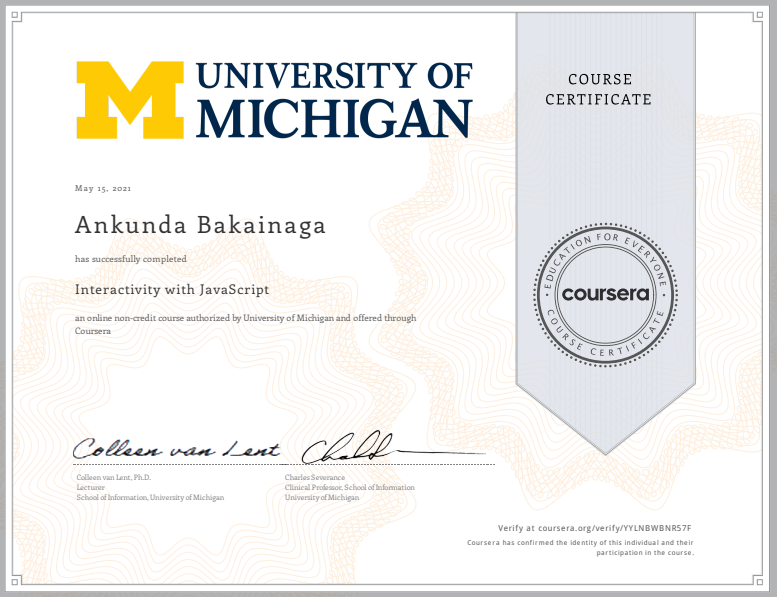 UNIVERSITY OF
MICHIGAN
COURSE
CERTIFICATE
May 15, 2021
Ankunda Bakainaga
has successfully completed
Interactivity with JavaScript
an online non-credit course authorized by University of Michigan and offered through
Coursera
EDUCATION FOR EVERYONE
coursera
COURSE CERTIFICATE
Colleen van Lent
Colleen van Lent, Ph.D.
Lecturer
School of Information, University of Michigan
Charles Severance
Clinical Professor, School of Information
University of Michigan
Verify at coursera.org/verify/YYLNBWBNR57F
Coursera has confirmed the identity of this individual and their
participation in the course.